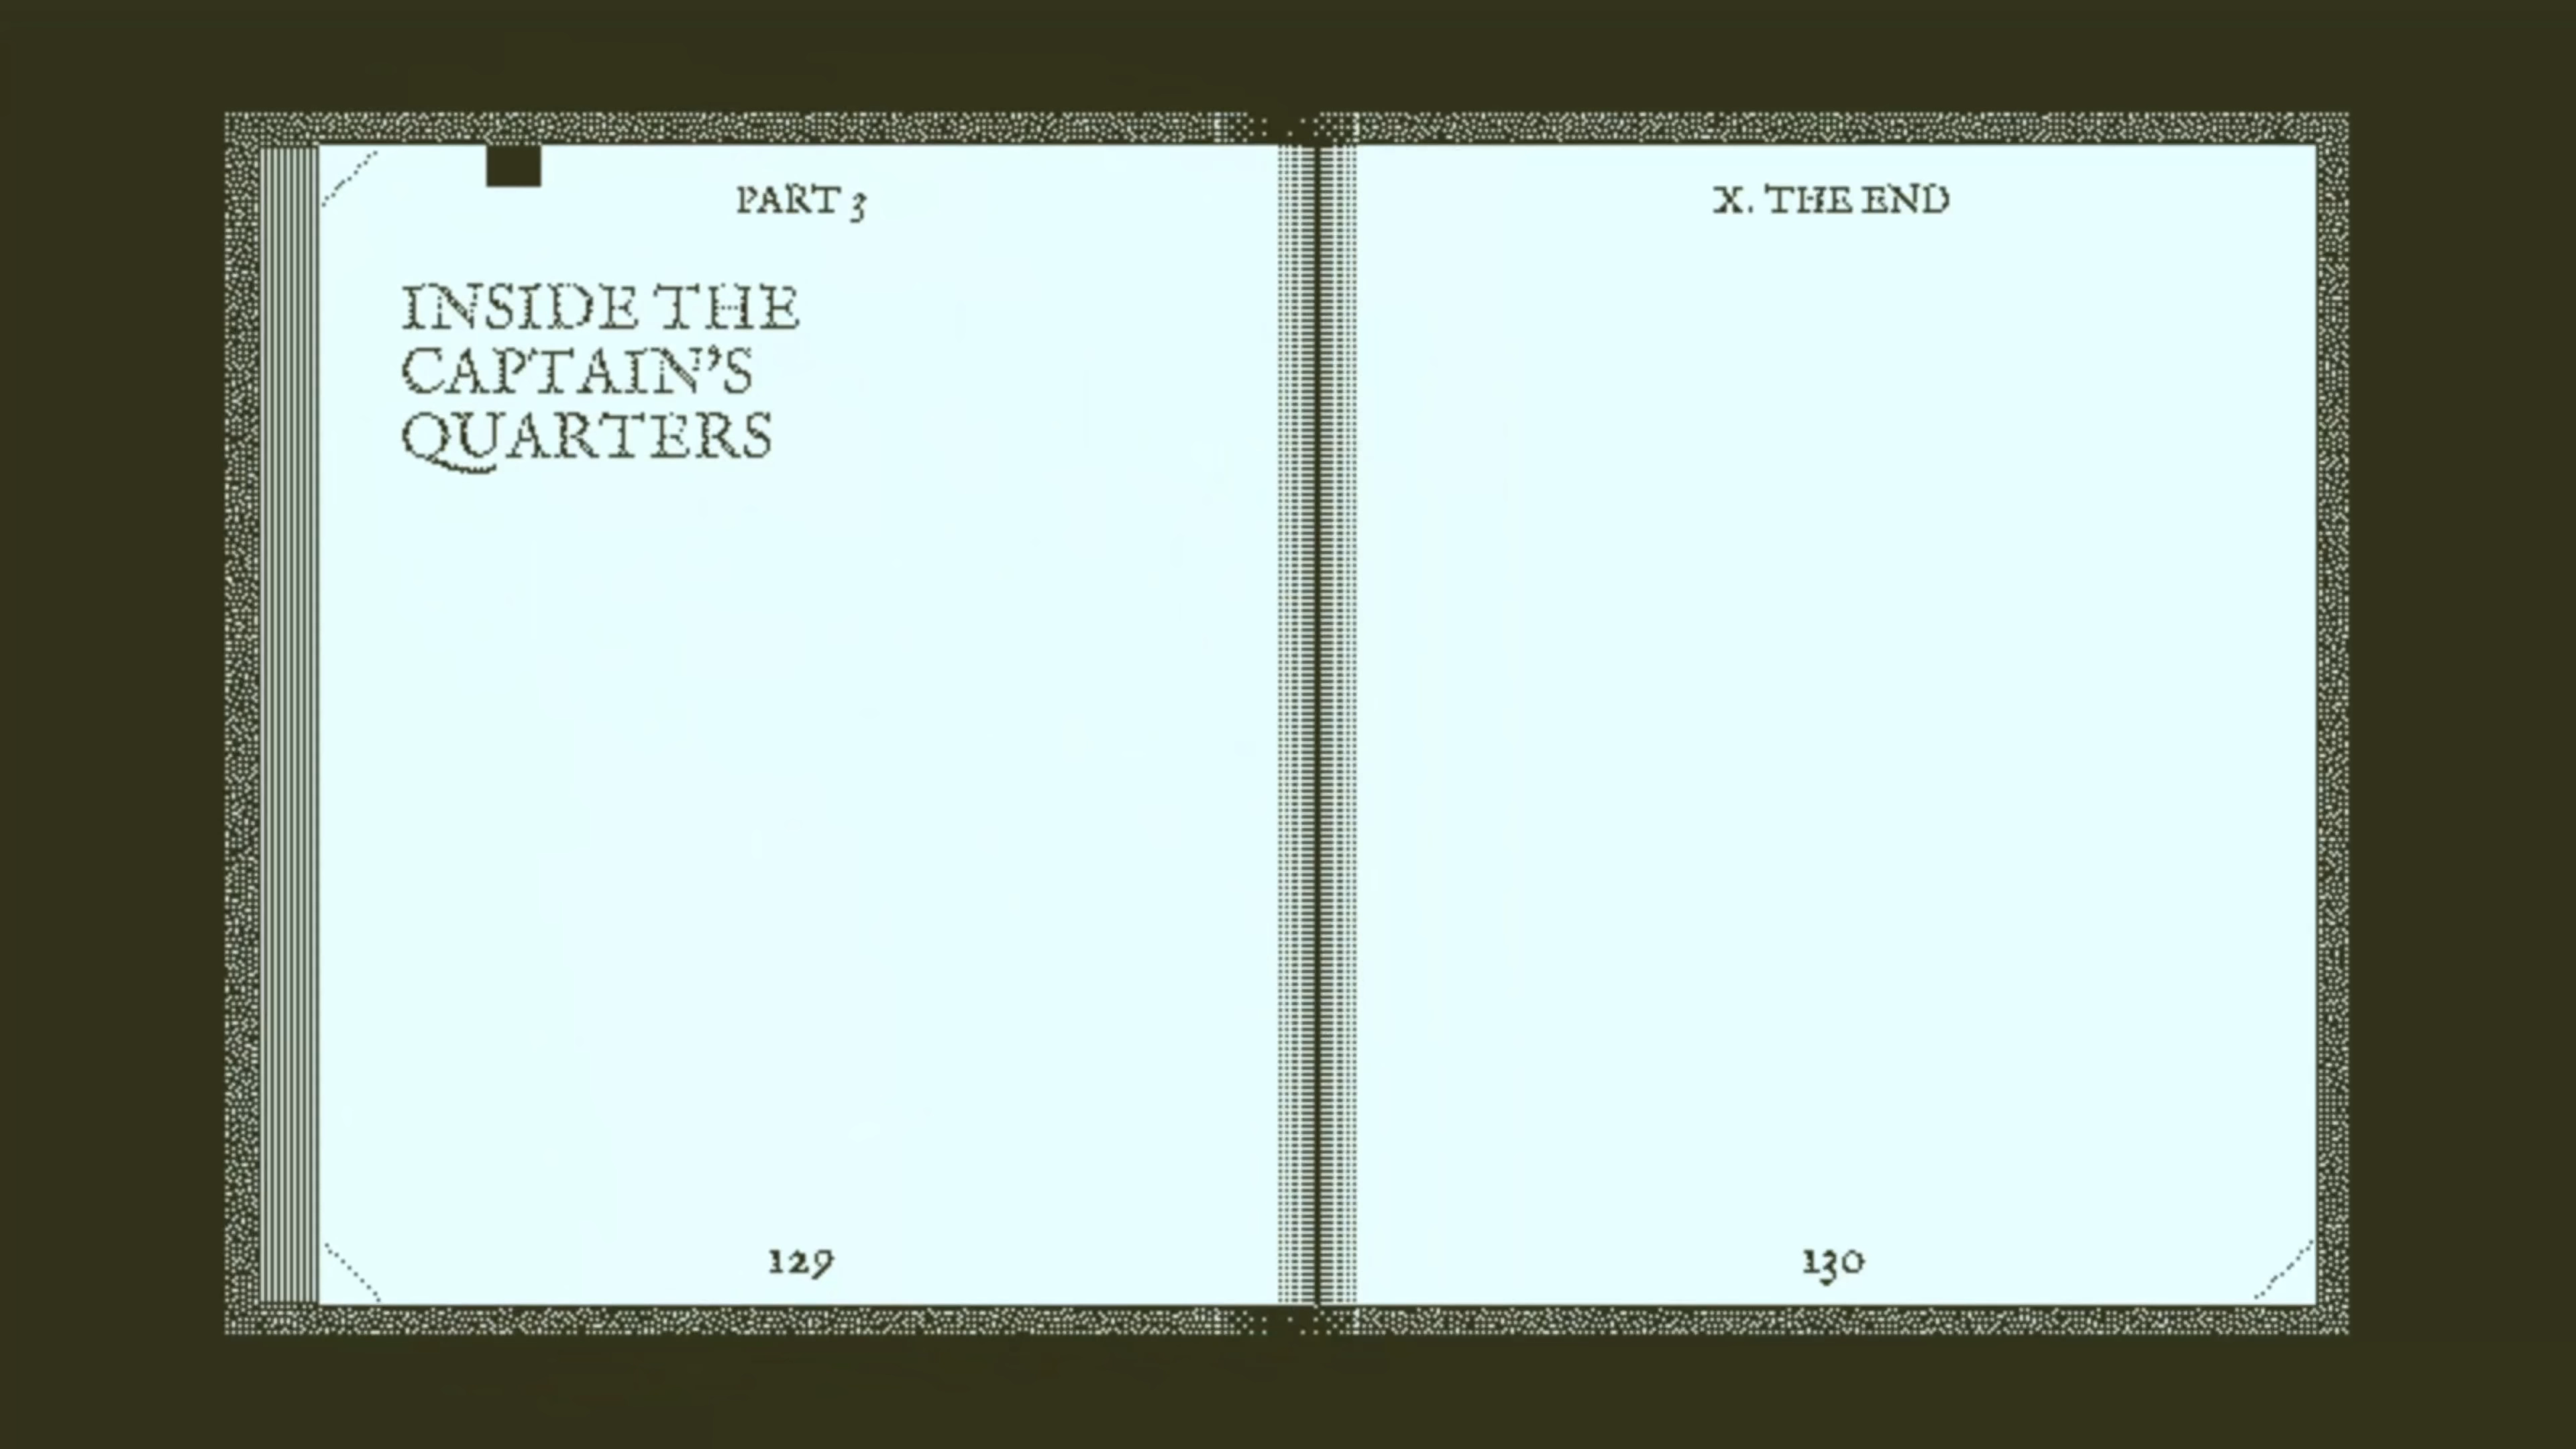 PART 3
INSIDE THE
CAPTAIN'S
QUARTERS
129
X. THE END
130